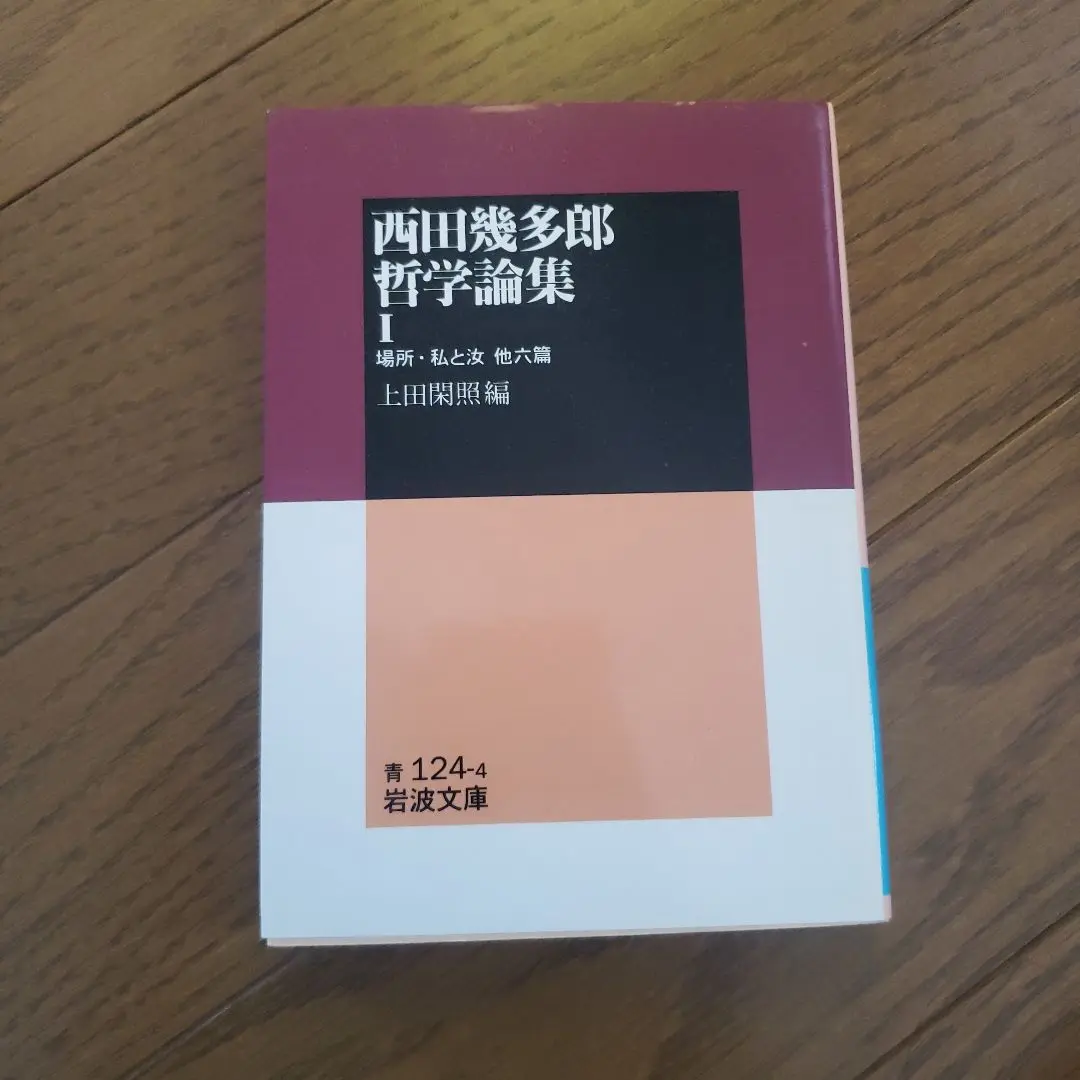 西田幾多郎
哲学論集
I
場所・私と汝 他六篇
上田閑照編
青 124-4
岩波文庫